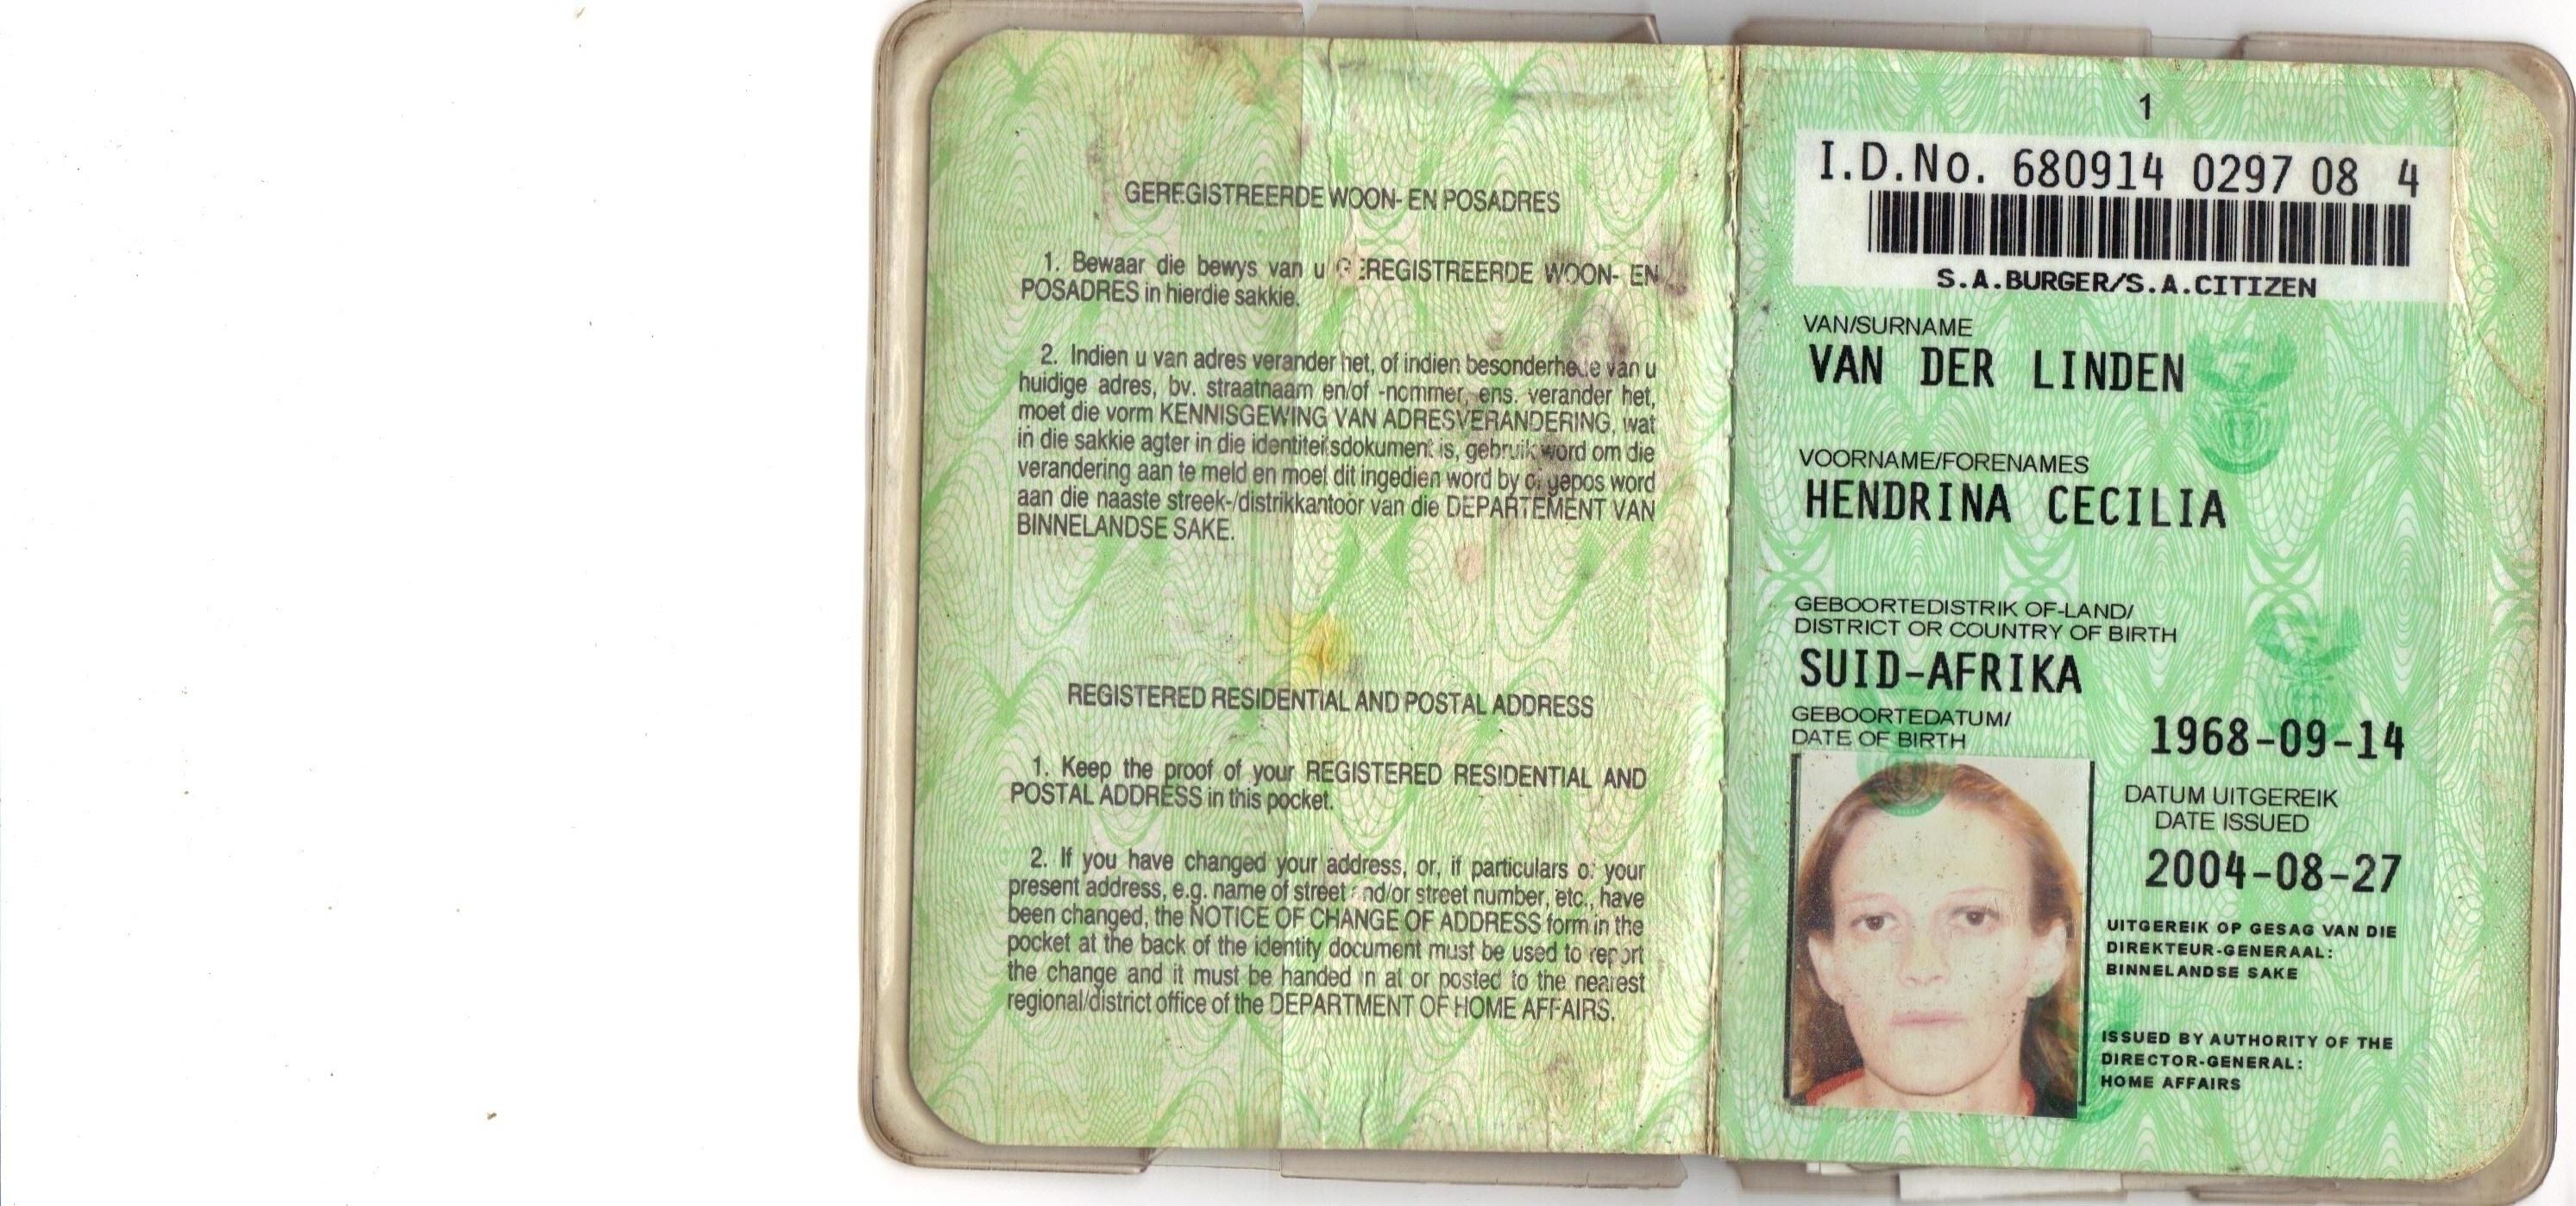 GEREGISTREERDE WOON- EN POSADRES
1. Bewaar die bewys van u GEREGISTREERDE WOON- EN
POSADRES in hierdie sakkie.
2. Indien u van adres verander het, of indien besonderhede van u
huidige adres, bv. straatnaam en/of -nommer, ens. verander het,
moet die vorm KENNISGEWING VAN ADRESVERANDERING, wat
in die sakkie agter in die identiteitsdokument is, gebruik word om die
verandering aan te meld en moet dit ingedien word by of gepos word
aan die naaste streek-/distrikkantoor van die DEPARTEMENT VAN
BINNELANDSE SAKE.
REGISTERED RESIDENTIAL AND POSTAL ADDRESS
1. Keep the proof of your REGISTERED RESIDENTIAL AND
POSTAL ADDRESS in this pocket.
2. If you have changed your address, or, if particulars of your
present address, e.g. name of street and/or street number, etc., have
been changed, the NOTICE OF CHANGE OF ADDRESS form in the
pocket at the back of the identity document must be used to report
the change and it must be handed in at or posted to the nearest
regional/district office of the DEPARTMENT OF HOME AFFAIRS.
1
I.D.No. 680914 0297 08 4
S.A.BURGER/S.A.CITIZEN
VAN/SURNAME
VAN DER LINDEN
VOORNAME/FORENAMES
HENDRINA CECILIA
GEBOORTEDISTRIK OF-LAND/
DISTRICT OR COUNTRY OF BIRTH
SUID-AFRIKA
GEBOORTEDATUM/
DATE OF BIRTH
1968-09-14
DATUM UITGEREIK
DATE ISSUED
2004-08-27
UITGEREIK OP GESAG VAN DIE
DIREKTEUR-GENERAAL:
BINNELANDSE SAKE
ISSUED BY AUTHORITY OF THE
DIRECTOR-GENERAL:
HOME AFFAIRS